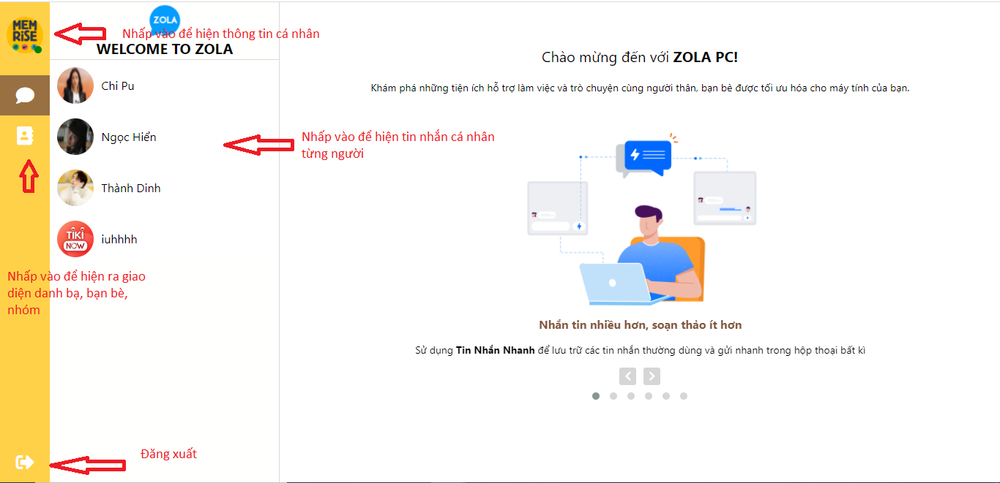 MEM
RiSE
ZOLA
Nhấp vào để hiện thông tin cá nhân
WELCOME TO ZOLA
Chi Pu
Ngọc Hiển
Nhấp vào để hiện tin nhắn cá nhân
từng người
Thành Dinh
TIKI
NOW
iuhhhh
Nhấp vào để hiện ra giao
diện danh bạ, bạn bè,
nhóm
Đăng xuất
Chào mừng đến với ZOLA PC!
Khám phá những tiện ích hỗ trợ làm việc và trò chuyện cùng người thân, bạn bè được tối ưu hóa cho máy tính của bạn.
Nhắn tin nhiều hơn, soạn thảo ít hơn
Sử dụng Tin Nhắn Nhanh để lưu trữ các tin nhắn thường dùng và gửi nhanh trong hộp thoại bất kì